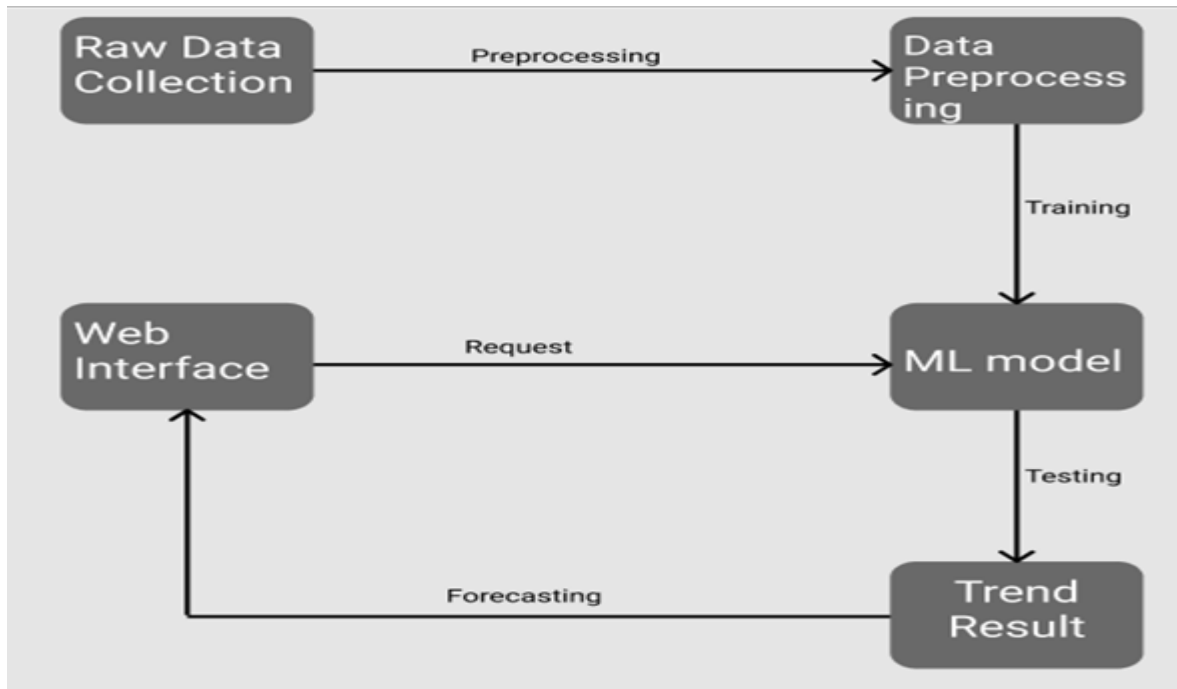 Raw Data
Collection
Preprocessing
Data
Preprocess
ing
Training
Web
Interface
Request
ML model
Testing
Forecasting
Trend
Result